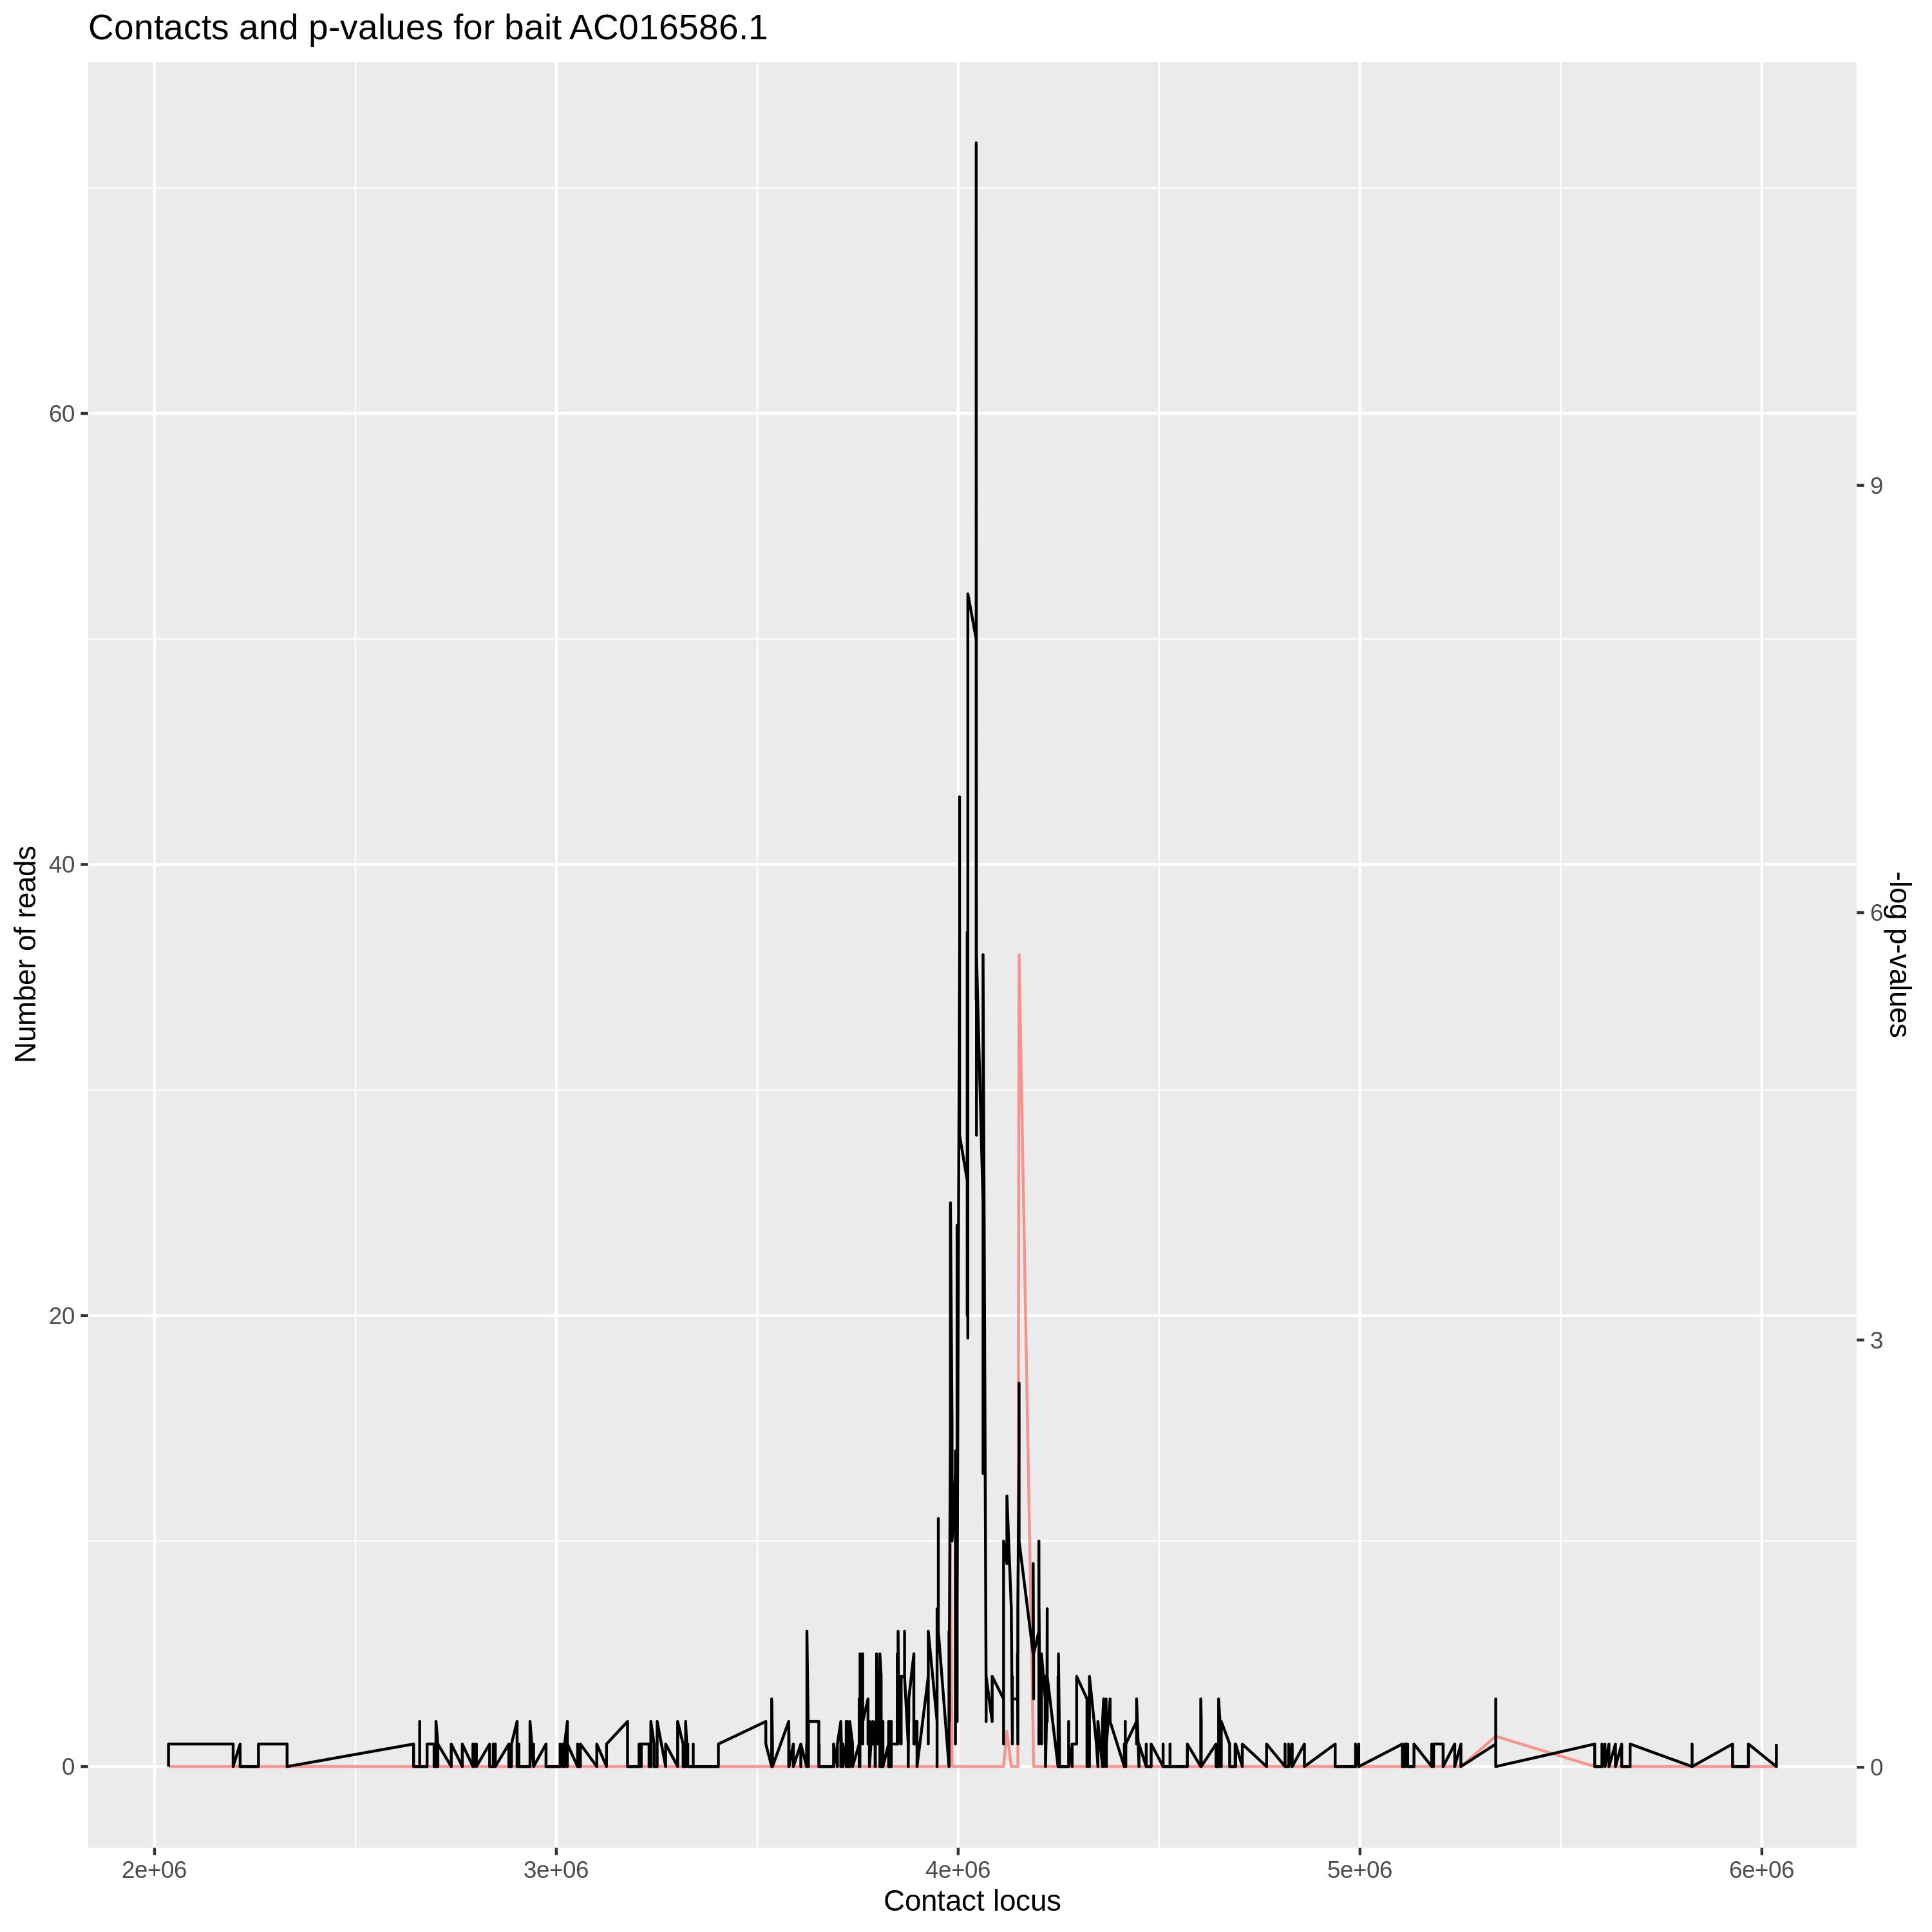 Contacts and p-values for bait AC016586.1
60
40
20
0
Number of reads
9
6
3
0
-log p-values
2e+06 3e+06 4e+06 5e+06 6e+06
Contact locus